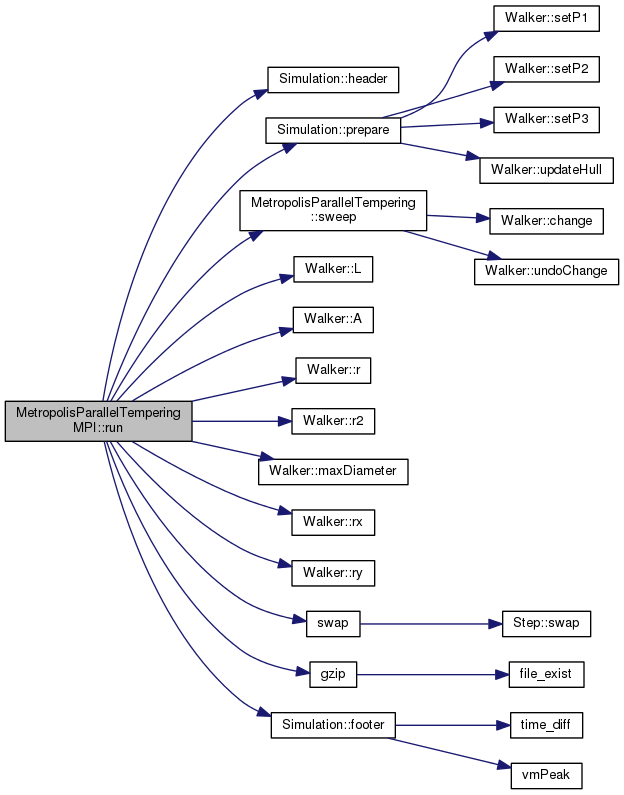 MetropolisParallelTempering
MPI::run
Simulation::header
Simulation::prepare
MetropolisParallelTempering
::sweep
Walker::L
Walker::A
Walker::r
Walker::r2
Walker::maxDiameter
Walker::rx
Walker::ry
swap
gzip
Simulation::footer
Walker::setP1
Walker::setP2
Walker::setP3
Walker::updateHull
Walker::change
Walker::undoChange
Step::swap
file_exist
time_diff
vmPeak